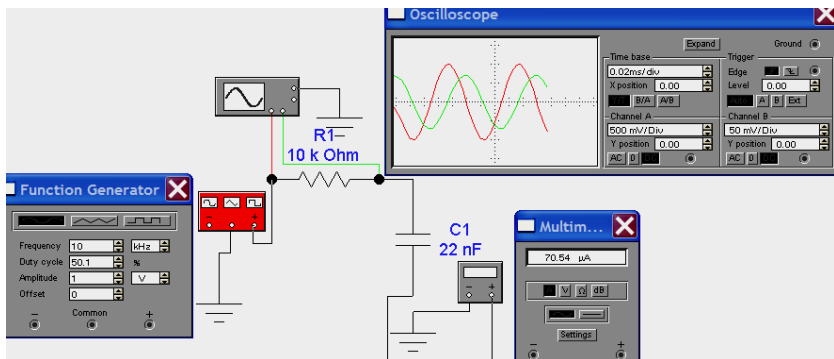 Oscilloscope
Expand
Ground
Time base
0.02ms/div
X position 0.00
Y/T B/A A/B
Trigger
Edge
Level 0.00
Auto A B Ext
Channel A
500 mV/Div
Y position 0.00
AC 0 DC
Channel B
50 mV/Div
Y position 0.00
AC 0 DC
R1
10 k Ohm
Function Generator
Frequency 10 kHz
Duty cycle 50.1 %
Amplitude 1 V
Offset 0
− Common +
− +
C1
22 nF
− +
Multim...
70.54 µA
A V Ω dB
Settings
− +